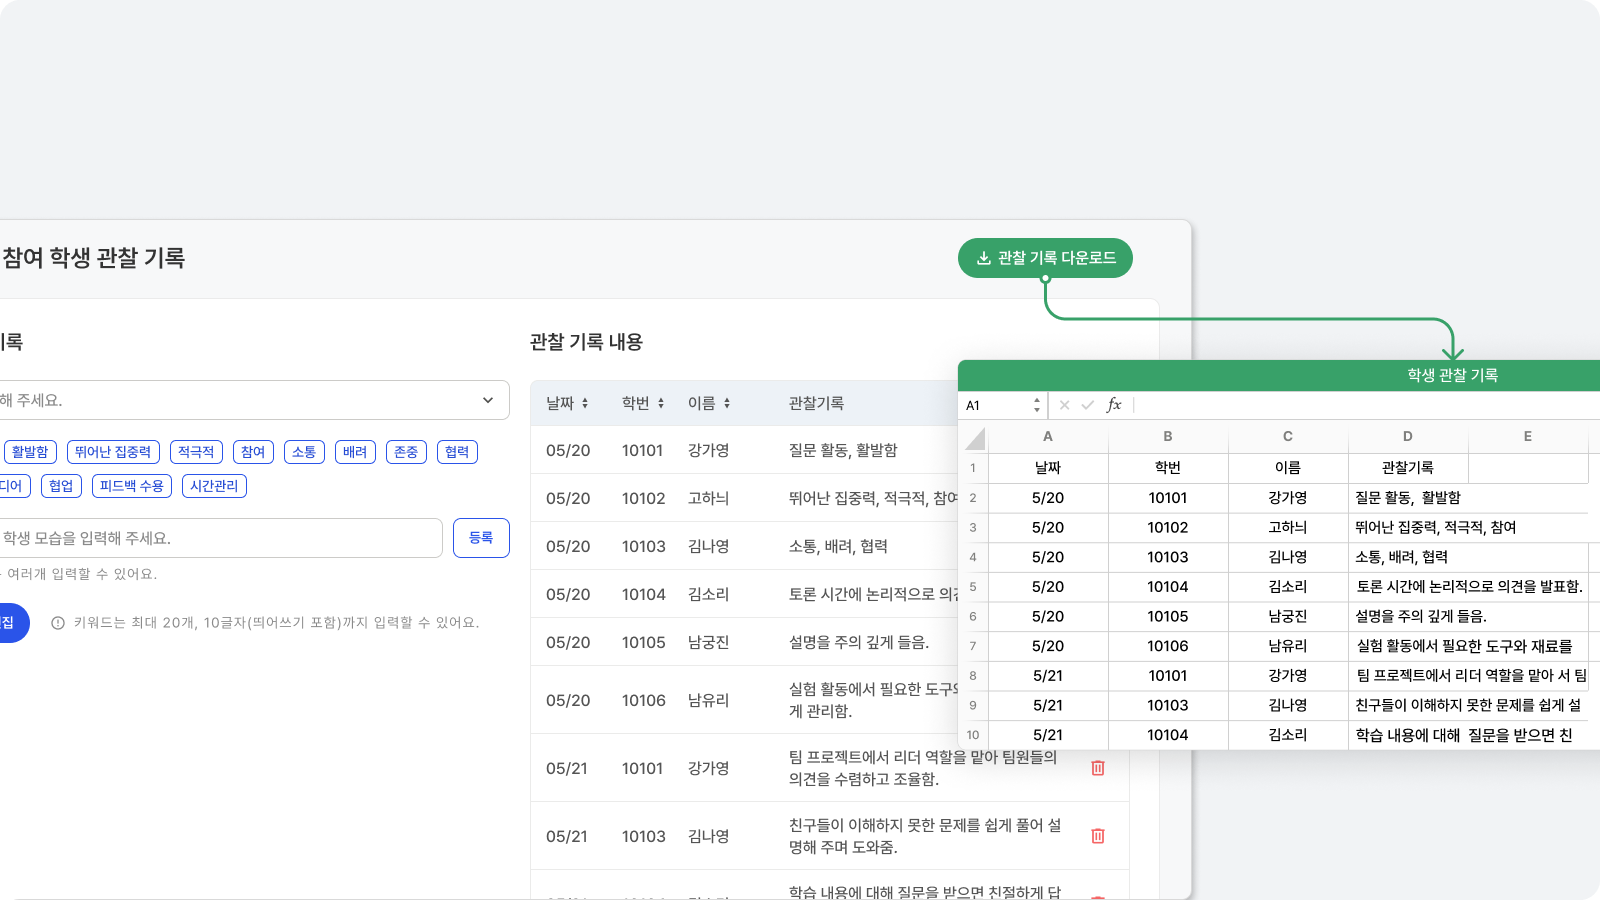 참여 학생 관찰 기록
관찰 기록 다운로드
기록
해 주세요.
활발함 뛰어난 집중력 적극적 참여 소통 배려 존중 협력
디어 협업 피드백 수용 시간관리
학생 모습을 입력해 주세요. 등록
여러개 입력할 수 있어요.
집 키워드는 최대 20개, 10글자(띄어쓰기 포함)까지 입력할 수 있어요.
관찰 기록 내용
날짜 학번 이름 관찰기록
05/20 10101 강가영 질문 활동, 활발함
05/20 10102 고하늬 뛰어난 집중력, 적극적, 참여
05/20 10103 김나영 소통, 배려, 협력
05/20 10104 김소리 토론 시간에 논리적으로 의견
05/20 10105 남궁진 설명을 주의 깊게 들음.
05/20 10106 남유리 실험 활동에서 필요한 도구와
게 관리함.
05/21 10101 강가영 팀 프로젝트에서 리더 역할을 맡아 팀원들의
의견을 수렴하고 조율함.
05/21 10103 김나영 친구들이 이해하지 못한 문제를 쉽게 풀어 설
명해 주며 도와줌.
학습 내용에 대해 질문을 받으면 친절하게 답
학생 관찰 기록
A1 fx
A B C D E
1 날짜 학번 이름 관찰기록
2 5/20 10101 강가영 질문 활동, 활발함
3 5/20 10102 고하늬 뛰어난 집중력, 적극적, 참여
4 5/20 10103 김나영 소통, 배려, 협력
5 5/20 10104 김소리 토론 시간에 논리적으로 의견을 발표함.
6 5/20 10105 남궁진 설명을 주의 깊게 들음.
7 5/20 10106 남유리 실험 활동에서 필요한 도구와 재료를
8 5/21 10101 강가영 팀 프로젝트에서 리더 역할을 맡아 서 팀
9 5/21 10103 김나영 친구들이 이해하지 못한 문제를 쉽게 설
10 5/21 10104 김소리 학습 내용에 대해 질문을 받으면 친